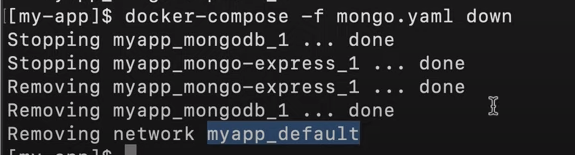 [my-app]$ docker-compose -f mongo.yaml down
Stopping myapp_mongodb_1 ... done
Stopping myapp_mongo-express_1 ... done
Removing myapp_mongo-express_1 ... done
Removing myapp_mongodb_1 ... done
Removing network myapp_default
[my-app]$